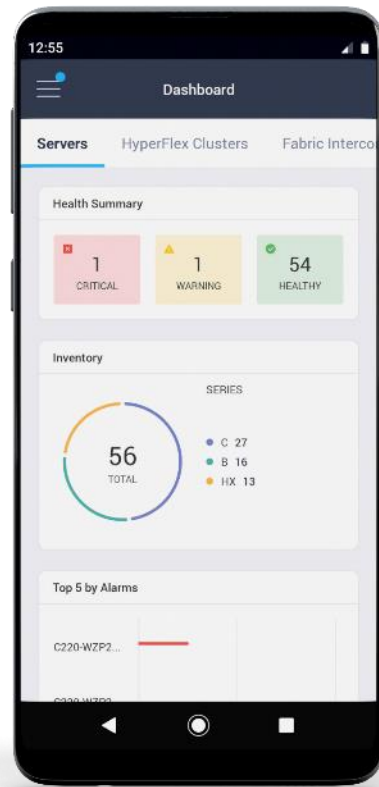 12:55
Dashboard
Servers HyperFlex Clusters Fabric Interco
Health Summary
1 1 54
CRITICAL WARNING HEALTHY
Inventory
SERIES
56
TOTAL
C 27
B 16
HX 13
Top 5 by Alarms
C220-WZP2...